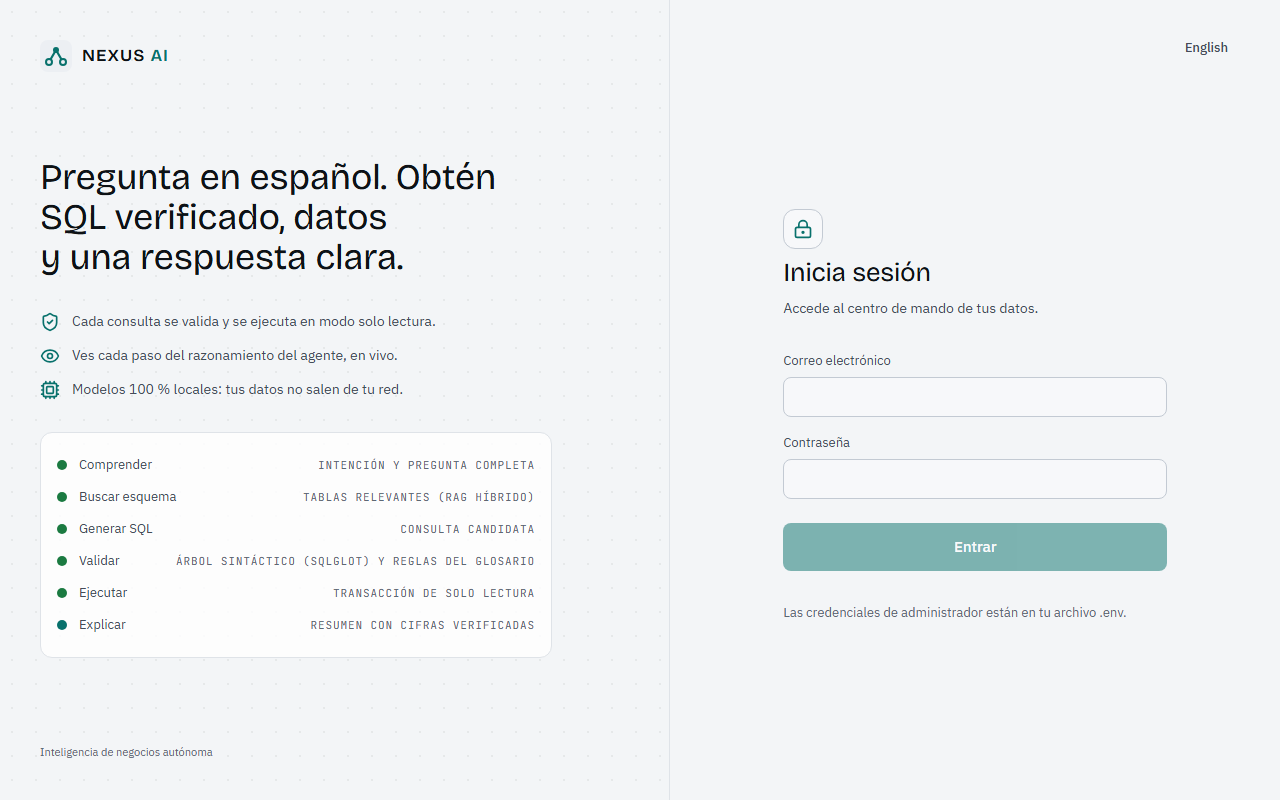 NEXUS AI
English
Pregunta en español. Obtén
SQL verificado, datos
y una respuesta clara.
Cada consulta se valida y se ejecuta en modo solo lectura.
Ves cada paso del razonamiento del agente, en vivo.
Modelos 100 % locales: tus datos no salen de tu red.
Comprender INTENCIÓN Y PREGUNTA COMPLETA
Buscar esquema TABLAS RELEVANTES (RAG HÍBRIDO)
Generar SQL CONSULTA CANDIDATA
Validar ÁRBOL SINTÁCTICO (SQLGLOT) Y REGLAS DEL GLOSARIO
Ejecutar TRANSACCIÓN DE SOLO LECTURA
Explicar RESUMEN CON CIFRAS VERIFICADAS
Inteligencia de negocios autónoma
Inicia sesión
Accede al centro de mando de tus datos.
Correo electrónico
Contraseña
Entrar
Las credenciales de administrador están en tu archivo .env.